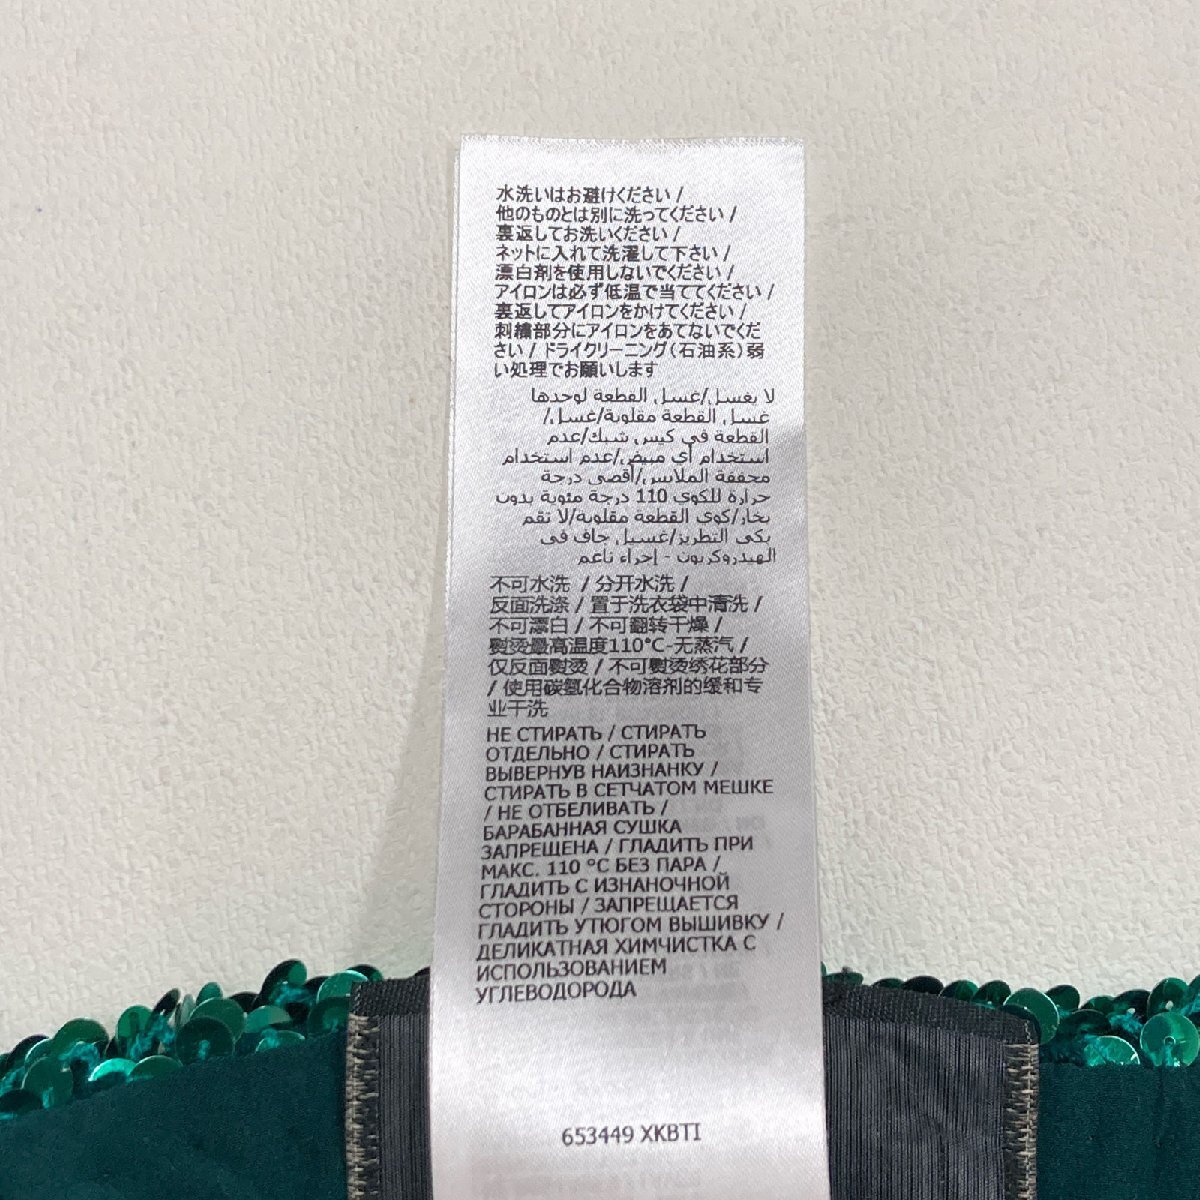 水洗いはお避けください /
他のものとは別に洗ってください /
裏返してお洗いください /
ネットに入れて洗濯して下さい /
漂白剤を使用しないでください /
アイロンは必ず低温で当ててください /
裏返してアイロンをかけてください /
刺繍部分にアイロンをあてないでくだ
さい / ドライクリーニング（石油系）弱
い処理でお願いします
لا يغسل/غسل القطعة لوحدها
غسل القطعة مقلوبة/غسل/
القطعة في كيس شبك/عدم
استخدام أي مبيض/عدم استخدام
مجففة الملابس/أقصى درجة
حرارة للكوي 110 درجة مئوية بدون
بخار/كوي القطعة مقلوبة/لا تقم
بكي التطريز/غسيل جاف في
الهيدروكربون - إجراء ناعم
不可水洗 / 分开水洗 /
反面洗涤 / 置于洗衣袋中清洗 /
不可漂白 / 不可翻转干燥 /
熨烫最高温度110°C-无蒸汽 /
仅反面熨烫 / 不可熨烫绣花部分
/ 使用碳氢化合物溶剂的缓和专
业干洗
НЕ СТИРАТЬ / СТИРАТЬ
ОТДЕЛЬНО / СТИРАТЬ
ВЫВЕРНУВ НАИЗНАНКУ /
СТИРАТЬ В СЕТЧАТОМ МЕШКЕ
/ НЕ ОТБЕЛИВАТЬ /
БАРАБАННАЯ СУШКА
ЗАПРЕЩЕНА / ГЛАДИТЬ ПРИ
МАКС. 110 °C БЕЗ ПАРА /
ГЛАДИТЬ С ИЗНАНОЧНОЙ
СТОРОНЫ / ЗАПРЕЩАЕТСЯ
ГЛАДИТЬ УТЮГОМ ВЫШИВКУ /
ДЕЛИКАТНАЯ ХИМЧИСТКА С
ИСПОЛЬЗОВАНИЕМ
УГЛЕВОДОРОДА
653449 XKBTI